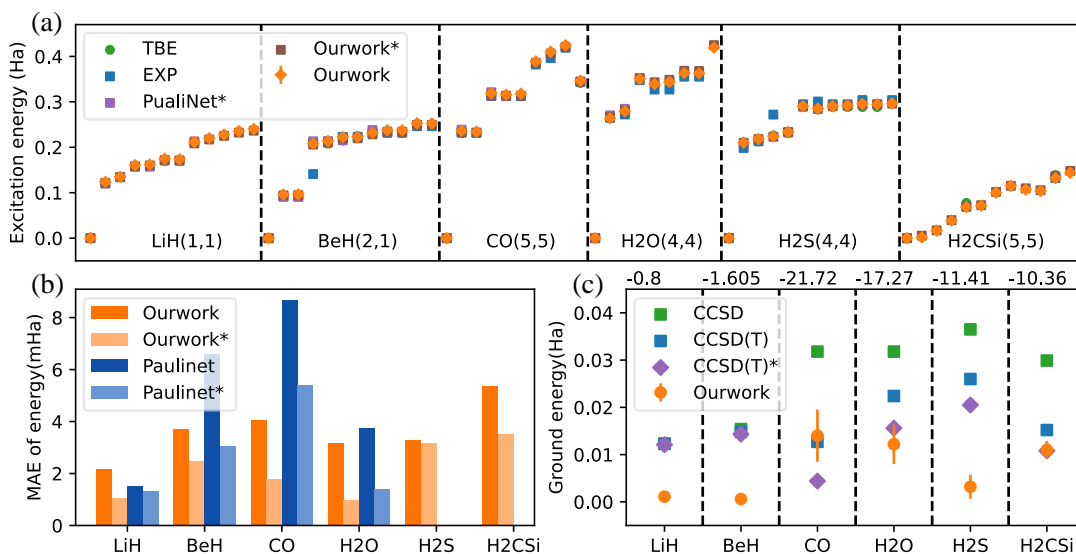 (a)
Excitation energy (Ha)
0.4
0.3
0.2
0.1
0.0
TBE
EXP
PualiNet*
Ourwork*
Ourwork
LiH(1,1)
BeH(2,1)
CO(5,5)
H2O(4,4)
H2S(4,4)
H2CSi(5,5)
(b)
MAE of energy(mHa)
8
6
4
2
0
Ourwork
Ourwork*
Paulinet
Paulinet*
LiH
BeH
CO
H2O
H2S
H2CSi
(c)
-0.8
-1.605
-21.72
-17.27
-11.41
-10.36
Ground energy(Ha)
0.04
0.03
0.02
0.01
0.00
CCSD
CCSD(T)
CCSD(T)*
Ourwork
LiH
BeH
CO
H2O
H2S
H2CSi